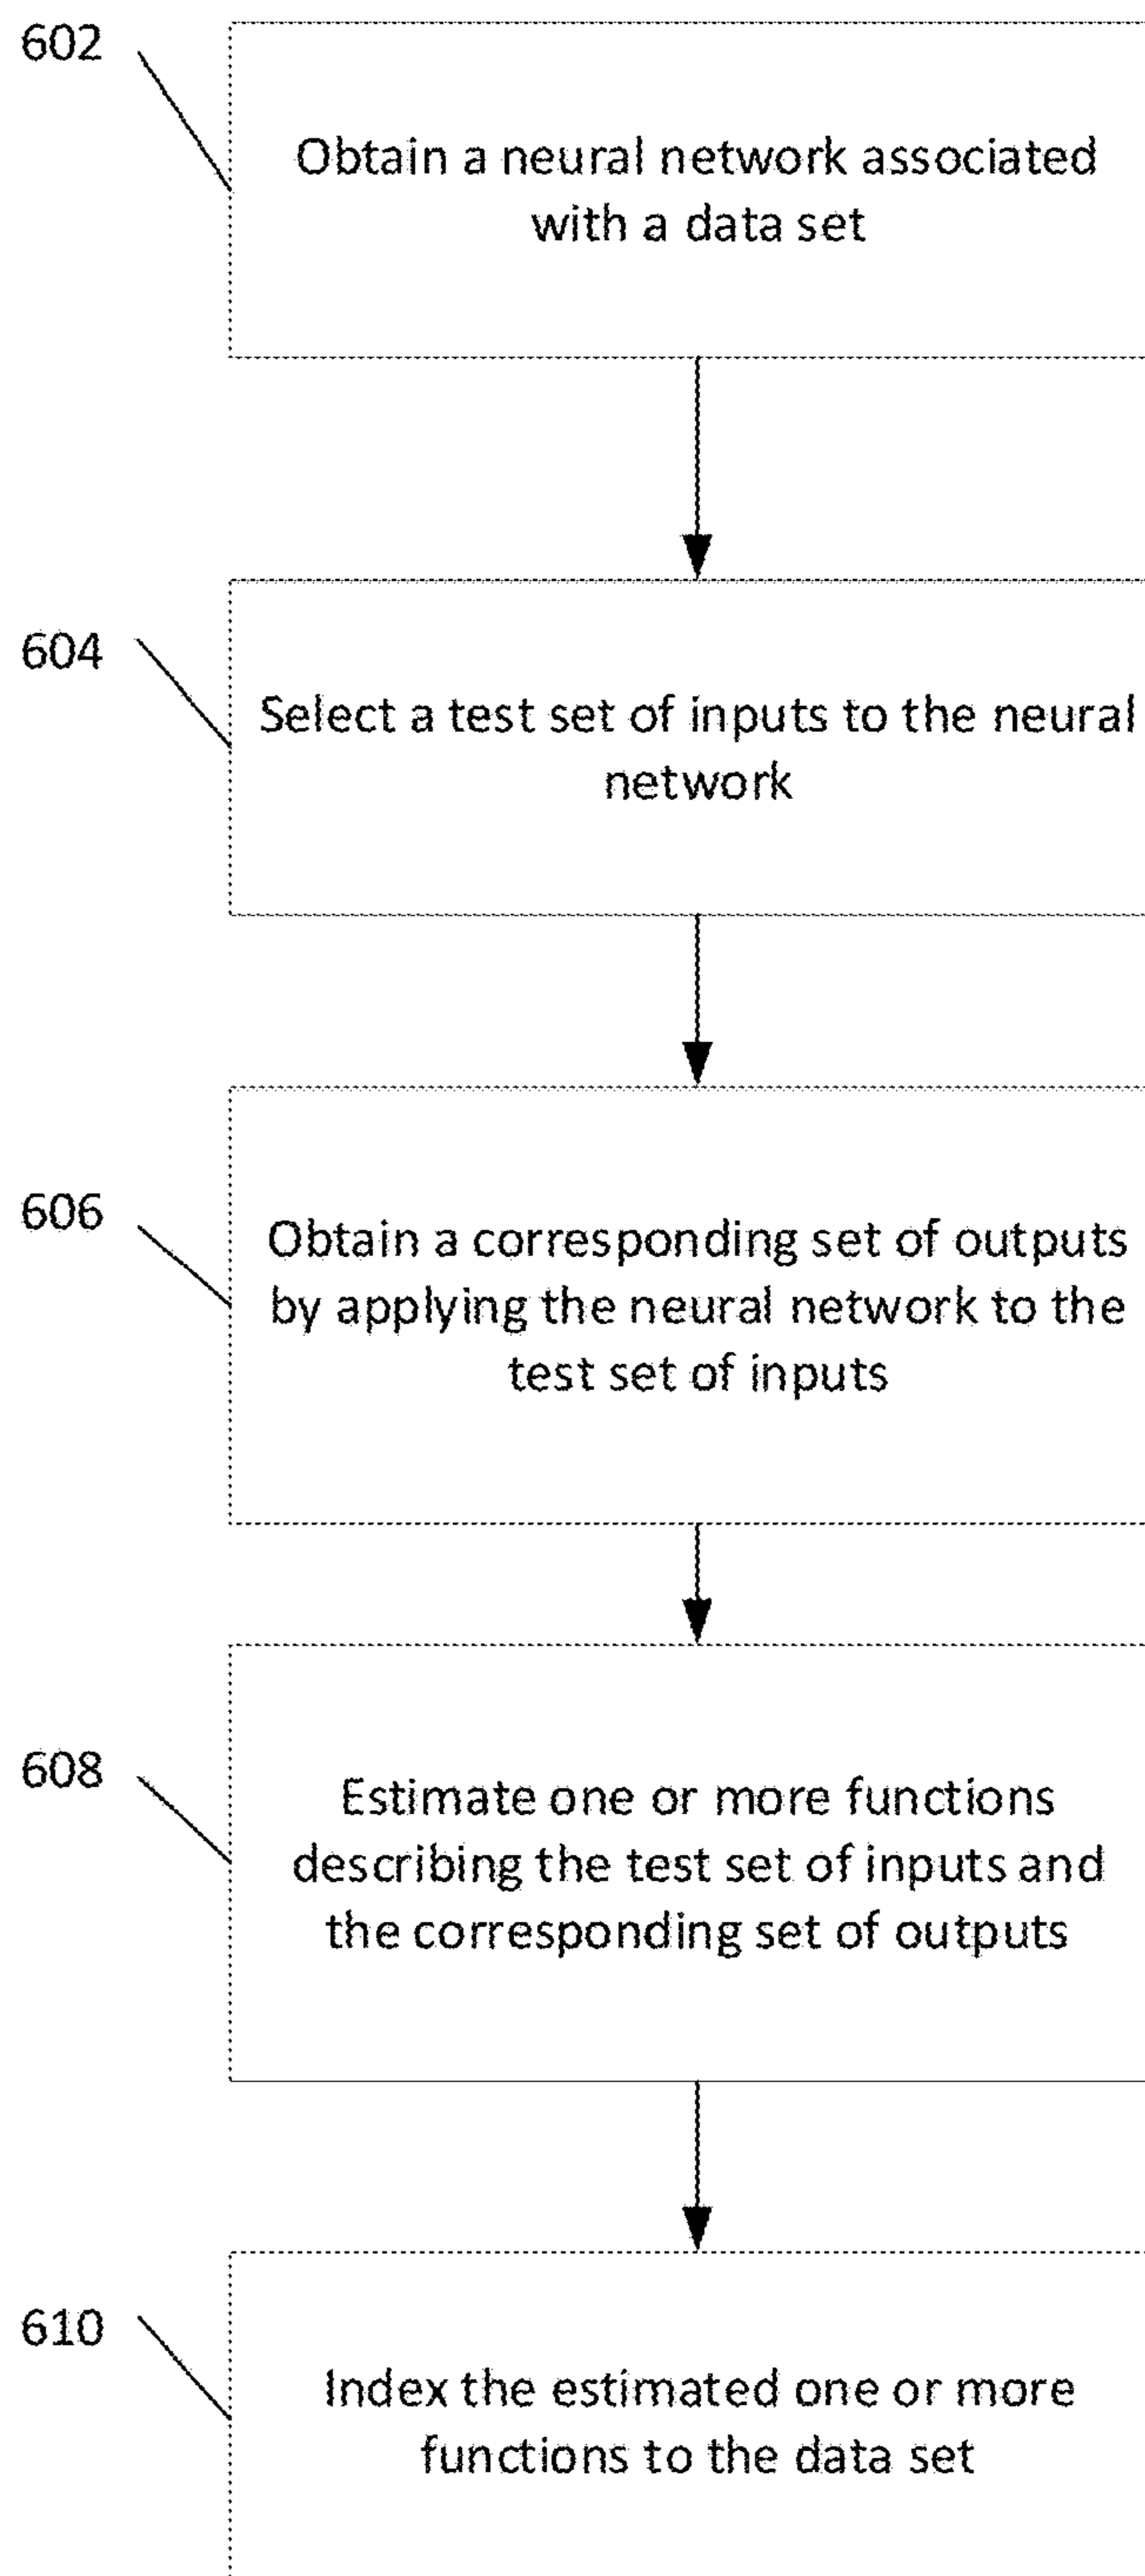 602
Obtain a neural network associated
with a data set
604
Select a test set of inputs to the neural
network
606
Obtain a corresponding set of outputs
by applying the neural network to the
test set of inputs
608
Estimate one or more functions
describing the test set of inputs and
the corresponding set of outputs
610
Index the estimated one or more
functions to the data set